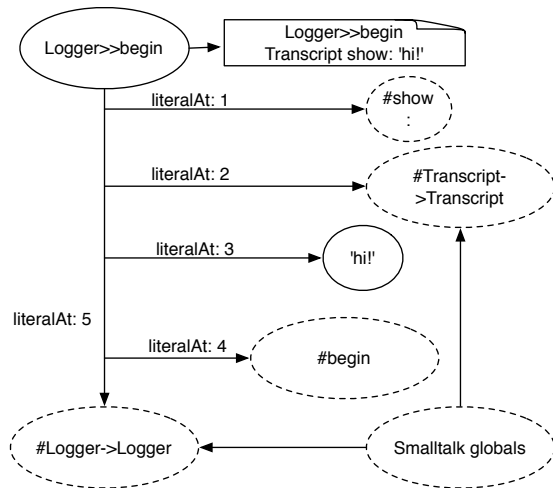 Logger>>begin
Logger>>begin
Transcript show: 'hi!'
literalAt: 1
#show
:
literalAt: 2
#Transcript-
>Transcript
literalAt: 3
'hi!'
literalAt: 5
literalAt: 4
#begin
#Logger->Logger
Smalltalk globals